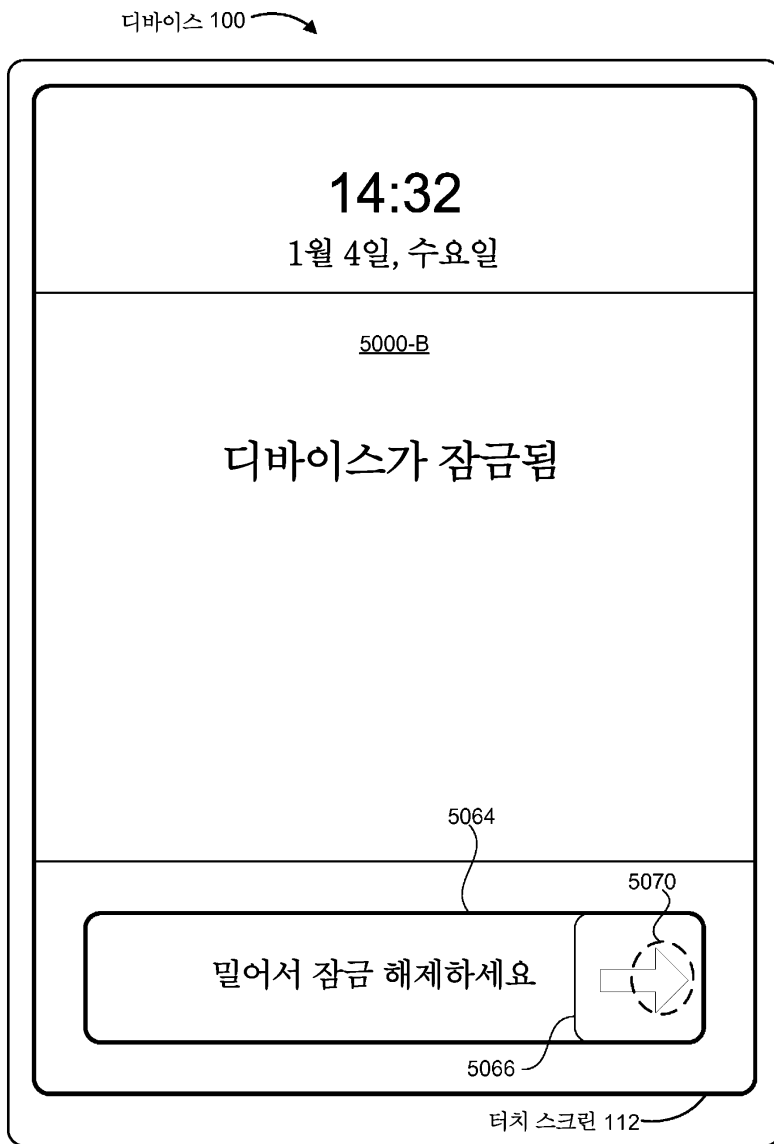 디바이스 100
14:32
1월 4일, 수요일
5000-B
디바이스가 잠금됨
5064
5070
밀어서 잠금 해제하세요
5066
터치 스크린 112